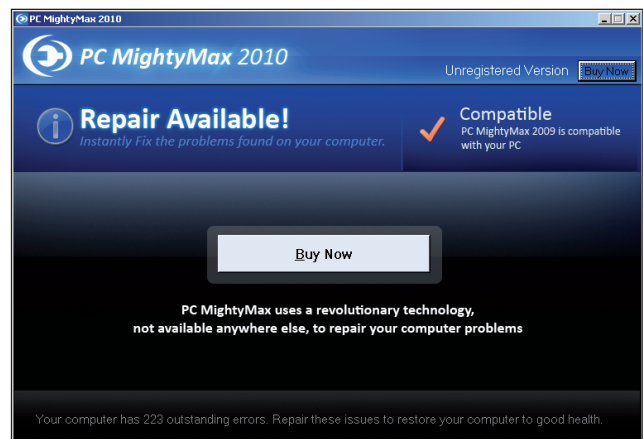 PC MightyMax 2010
PC MightyMax 2010
Unregistered Version Buy Now
Repair Available!
Instantly Fix the problems found on your computer.
Compatible
PC MightyMax 2009 is compatible
with your PC
Buy Now
PC MightyMax uses a revolutionary technology,
not available anywhere else, to repair your computer problems
Your computer has 223 outstanding errors. Repair these issues to restore your computer to good health.